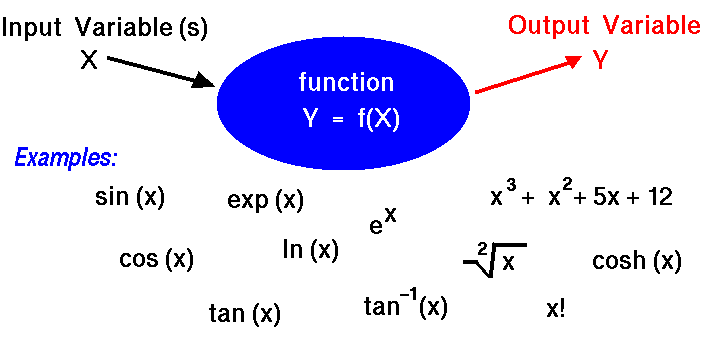 Input Variable (s)
X
function
Y = f(X)
Output Variable
Y
Examples:
sin (x)
exp (x)
eˣ
x³ + x² + 5x + 12
cos (x)
ln (x)
²√x
cosh (x)
tan (x)
tan⁻¹(x)
x!